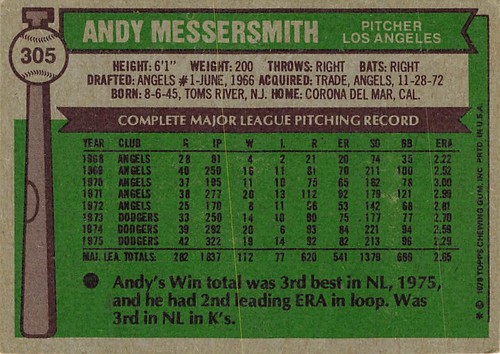 305
ANDY MESSERSMITH
PITCHER
LOS ANGELES
HEIGHT: 6'1" WEIGHT: 200 THROWS: RIGHT BATS: RIGHT
DRAFTED: ANGELS #1-JUNE, 1966 ACQUIRED: TRADE, ANGELS, 11-28-72
BORN: 8-6-45, TOMS RIVER, N.J. HOME: CORONA DEL MAR, CAL.
COMPLETE MAJOR LEAGUE PITCHING RECORD
YEAR CLUB G IP W L R ER SO BB ERA
1968 ANGELS 28 81 4 2 21 20 74 35 2.22
1969 ANGELS 40 250 16 11 81 70 211 100 2.52
1970 ANGELS 37 195 11 10 75 65 162 78 3.00
1971 ANGELS 38 277 20 13 112 92 179 121 2.99
1972 ANGELS 25 170 8 11 56 53 142 68 2.81
1973 DODGERS 33 250 14 10 90 75 177 77 2.70
1974 DODGERS 39 292 20 6 93 84 221 94 2.59
1975 DODGERS 42 322 19 14 92 82 213 96 2.29
MAJ. LEA. TOTALS: 282 1837 112 77 620 541 1379 669 2.65
Andy's Win total was 3rd best in NL, 1975,
and he had 2nd leading ERA in loop. Was
3rd in NL in K's.
© 1976 TOPPS CHEWING GUM, INC. PRTD. IN U.S.A.